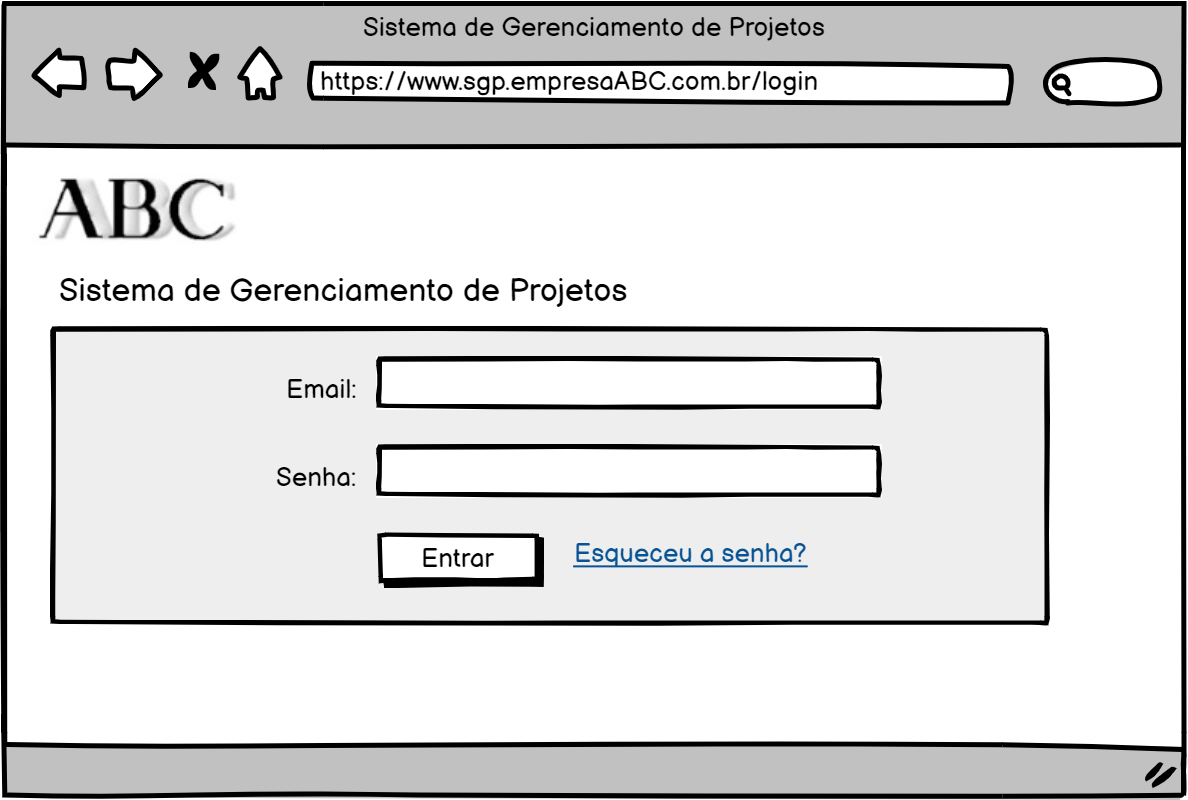 Sistema de Gerenciamento de Projetos
https://www.sgp.empresaABC.com.br/login
ABC
Sistema de Gerenciamento de Projetos
Email:
Senha:
Entrar
Esqueceu a senha?